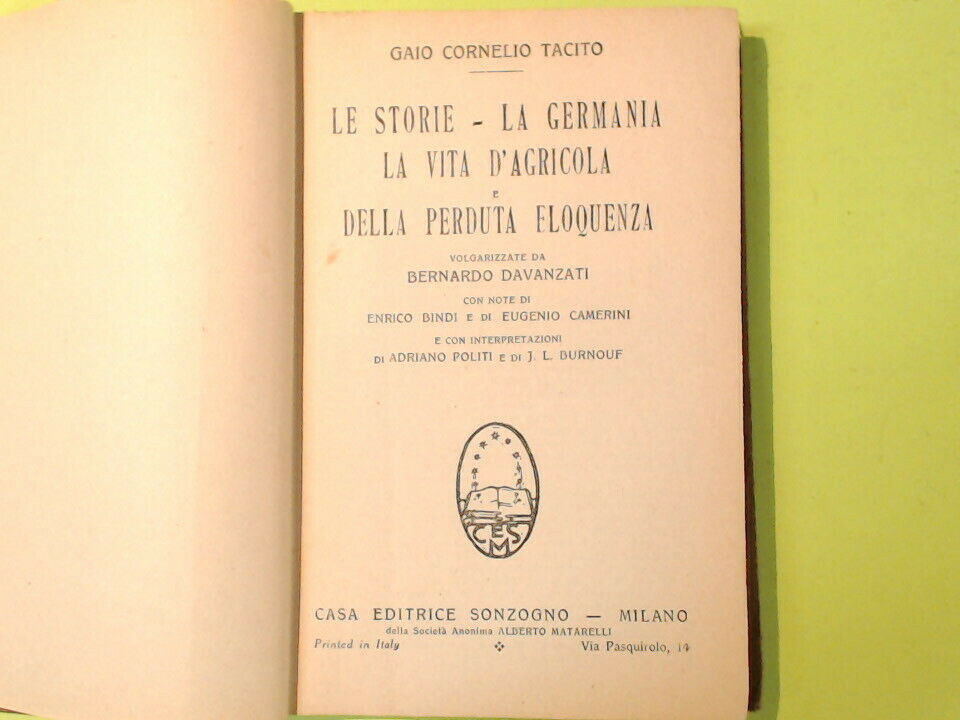 GAIO CORNELIO TACITO
LE STORIE - LA GERMANIA
LA VITA D'AGRICOLA
E
DELLA PERDUTA ELOQUENZA
VOLGARIZZATE DA
BERNARDO DAVANZATI
CON NOTE DI
ENRICO BINDI E DI EUGENIO CAMERINI
E CON INTERPRETAZIONI
DI ADRIANO POLITI E DI J. L. BURNOUF
CESM
CASA EDITRICE SONZOGNO — MILANO
della Società Anonima ALBERTO MATARELLI
Printed in Italy Via Pasquirolo, 14